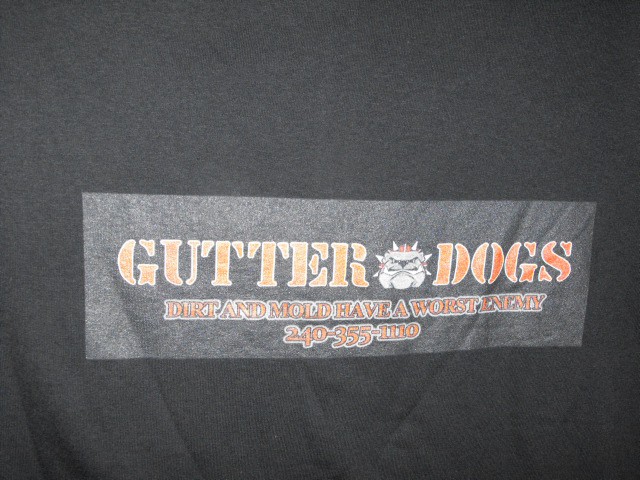 GUTTER DOGS
DIRT AND MOLD HAVE A WORST ENEMY
240-355-1110